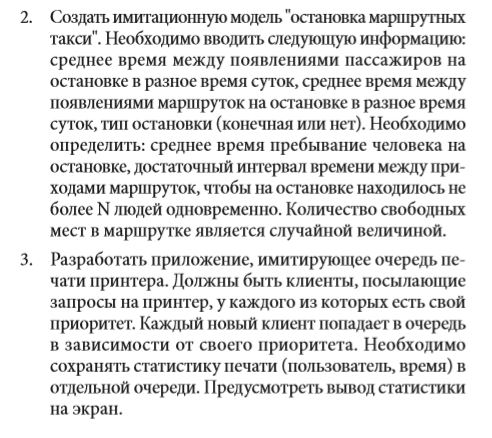 2. Создать имитационную модель "остановка маршрутных
такси". Необходимо вводить следующую информацию:
среднее время между появлениями пассажиров на
остановке в разное время суток, среднее время между
появлениями маршруток на остановке в разное время
суток, тип остановки (конечная или нет). Необходимо
определить: среднее время пребывание человека на
остановке, достаточный интервал времени между при-
ходами маршруток, чтобы на остановке находилось не
более N людей одновременно. Количество свободных
мест в маршрутке является случайной величиной.
3. Разработать приложение, имитирующее очередь пе-
чати принтера. Должны быть клиенты, посылающие
запросы на принтер, у каждого из которых есть свой
приоритет. Каждый новый клиент попадает в очередь
в зависимости от своего приоритета. Необходимо
сохранять статистику печати (пользователь, время) в
отдельной очереди. Предусмотреть вывод статистики
на экран.